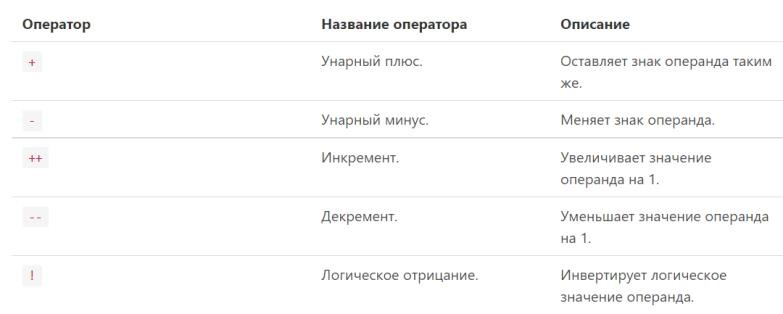 Оператор Название оператора Описание
+ Унарный плюс. Оставляет знак операнда таким
же.
- Унарный минус. Меняет знак операнда.
++ Инкремент. Увеличивает значение
операнда на 1.
-- Декремент. Уменьшает значение операнда
на 1.
! Логическое отрицание. Инвертирует логическое
значение операнда.